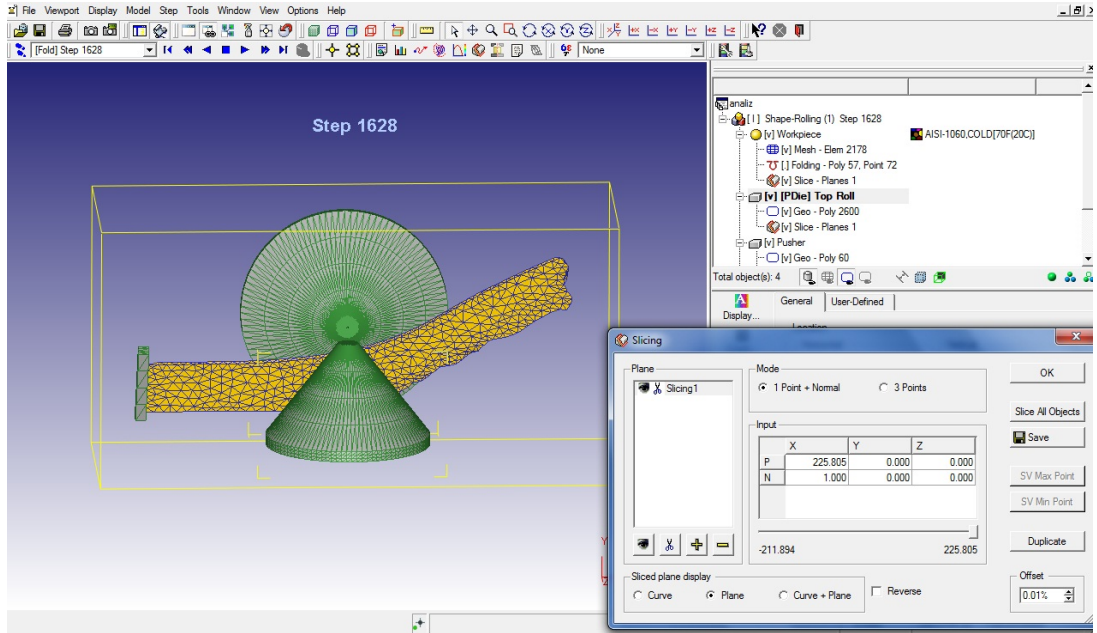 File Viewport Display Model Step Tools Window View Options Help
[Fold] Step 1628
None
Step 1628
analiz
[ I ] Shape-Rolling (1) Step 1628
[v] Workpiece AISI-1060,COLD[70F(20C)]
[v] Mesh - Elem 2178
[.] Folding - Poly 57, Point 72
[v] Slice - Planes 1
[v] [PDie] Top Roll
[v] Geo - Poly 2600
[v] Slice - Planes 1
[v] Pusher
[v] Geo - Poly 60
Total object(s): 4
Display...
General User-Defined
Slicing
Plane
Slicing1
Mode
1 Point + Normal 3 Points
Input
X Y Z
P 225.805 0.000 0.000
N 1.000 0.000 0.000
-211.894 225.805
Sliced plane display
Curve Plane Curve + Plane
Reverse
OK
Slice All Objects
Save
SV Max Point
SV Min Point
Duplicate
Offset
0.01%
Y